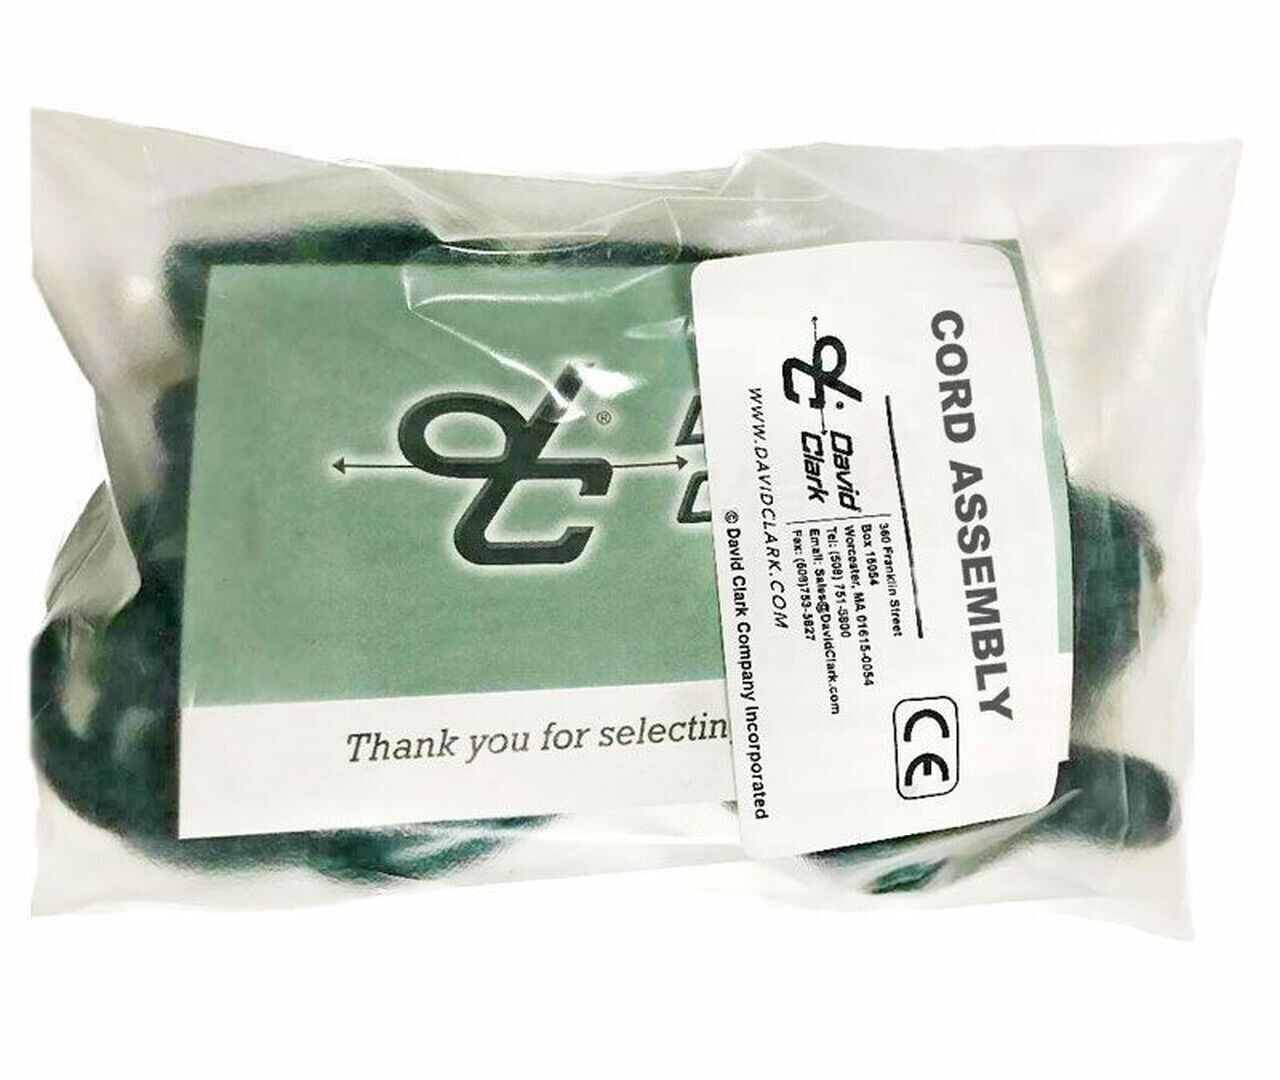 ®
Thank you for selectin
CORD ASSEMBLY
David
Clark
360 Franklin Street
Box 15054
Worcester, MA 01615-0054
Tel: (508) 751-5800
Email: Sales@DavidClark.com
Fax: (508)753-5827
WWW.DAVIDCLARK.COM
© David Clark Company Incorporated
CE